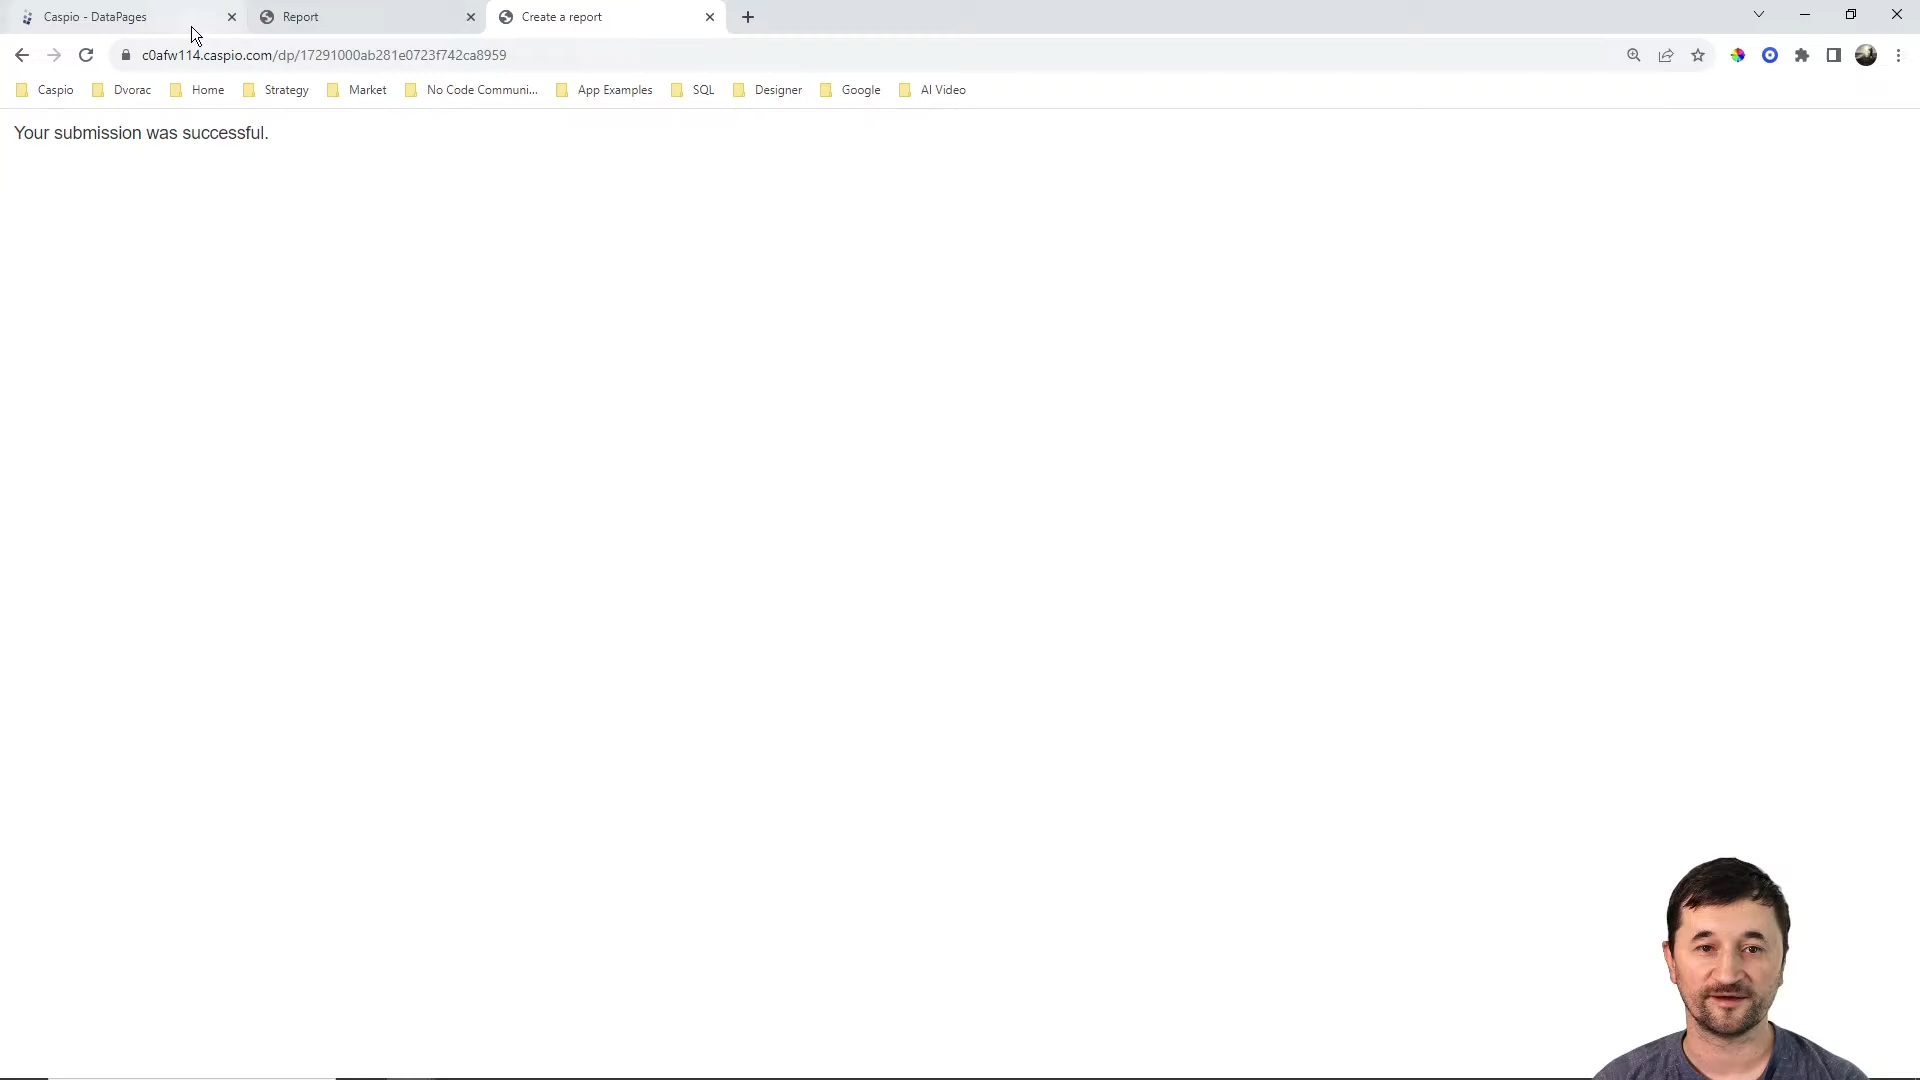 Caspio - DataPages
Report
Create a report
c0afw114.caspio.com/dp/17291000ab281e0723f742ca8959
Caspio
Dvorac
Home
Strategy
Market
No Code Communi...
App Examples
SQL
Designer
Google
AI Video
Your submission was successful.